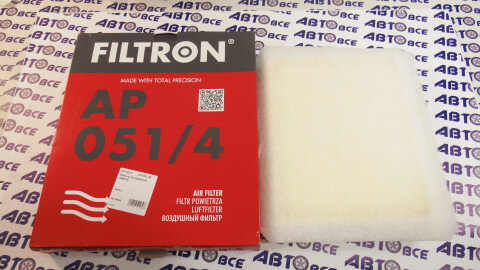 FILTRON®
MADE WITH TOTAL PRECISION
AP
051/4
AIR FILTER
FILTR POWIETRZA
LUFTFILTER
ВОЗДУШНЫЙ ФИЛЬТР
АВТОВСЕ